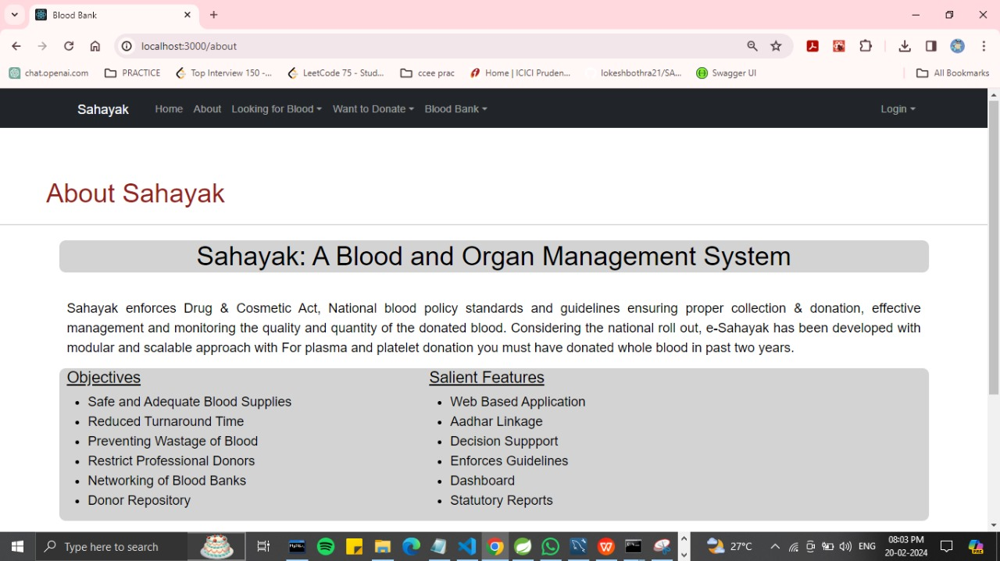 Blood Bank
localhost:3000/about
chat.openai.com PRACTICE Top Interview 150 -... LeetCode 75 - Stud... ccee prac Home | ICICI Pruden... lokeshbothra21/SA... Swagger UI All Bookmarks
Sahayak Home About Looking for Blood Want to Donate Blood Bank Login
About Sahayak
Sahayak: A Blood and Organ Management System
Sahayak enforces Drug & Cosmetic Act, National blood policy standards and guidelines ensuring proper collection & donation, effective
management and monitoring the quality and quantity of the donated blood. Considering the national roll out, e-Sahayak has been developed with
modular and scalable approach with For plasma and platelet donation you must have donated whole blood in past two years.
Objectives
Safe and Adequate Blood Supplies
Reduced Turnaround Time
Preventing Wastage of Blood
Restrict Professional Donors
Networking of Blood Banks
Donor Repository
Salient Features
Web Based Application
Aadhar Linkage
Decision Suppport
Enforces Guidelines
Dashboard
Statutory Reports
Type here to search
27°C
ENG
08:03 PM
20-02-2024